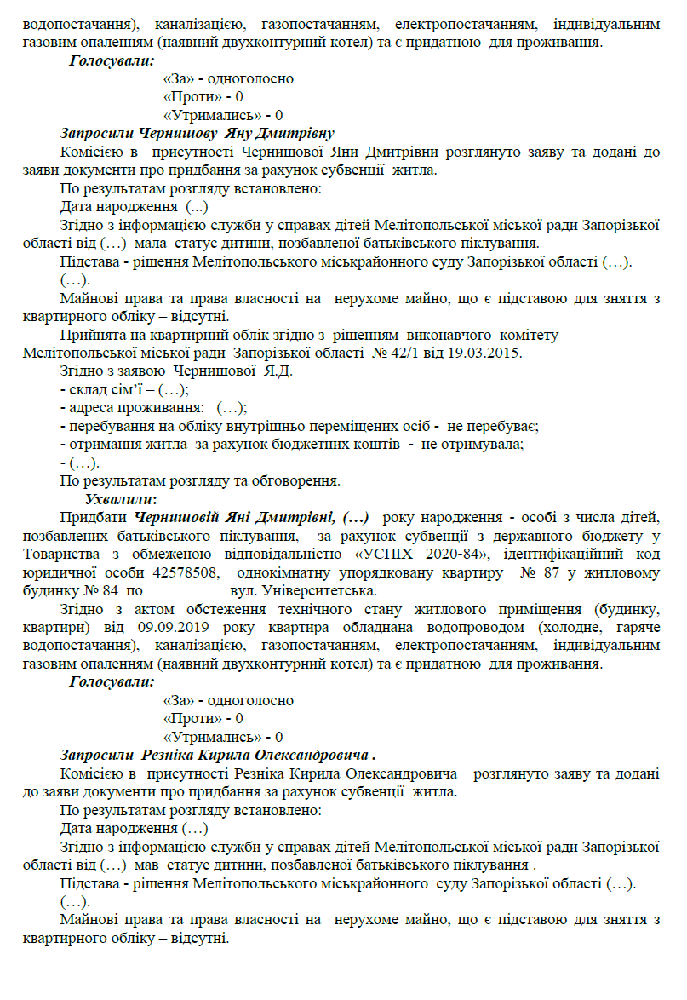 водопостачання), каналізацією, газопостачанням, електропостачанням, індивідуальним
газовим опаленням (наявний двухконтурний котел) та є придатною для проживання.
Голосували:
«За» - одноголосно
«Проти» - 0
«Утримались» - 0
Запросили Чернишову Яну Дмитрівну
Комісією в присутності Чернишової Яни Дмитрівни розглянуто заяву та додані до
заяви документи про придбання за рахунок субвенції житла.
По результатам розгляду встановлено:
Дата народження (...)
Згідно з інформацією служби у справах дітей Мелітопольської міської ради Запорізької
області від (…) мала статус дитини, позбавленої батьківського піклування.
Підстава - рішення Мелітопольського міськрайонного суду Запорізької області (…).
(…).
Майнові права та права власності на нерухоме майно, що є підставою для зняття з
квартирного обліку – відсутні.
Прийнята на квартирний облік згідно з рішенням виконавчого комітету
Мелітопольської міської ради Запорізької області № 42/1 від 19.03.2015.
Згідно з заявою Чернишової Я.Д.
- склад сім’ї – (…);
- адреса проживання: (…);
- перебування на обліку внутрішньо переміщених осіб - не перебуває;
- отримання житла за рахунок бюджетних коштів - не отримувала;
- (…).
По результатам розгляду та обговорення.
Ухвалили:
Придбати Чернишовій Яні Дмитрівні, (…) року народження - особі з числа дітей,
позбавлених батьківського піклування, за рахунок субвенції з державного бюджету у
Товариства з обмеженою відповідальністю «УСПІХ 2020-84», ідентифікаційний код
юридичної особи 42578508, однокімнатну упорядковану квартиру № 87 у житловому
будинку № 84 по вул. Університетська.
Згідно з актом обстеження технічного стану житлового приміщення (будинку,
квартири) від 09.09.2019 року квартира обладнана водопроводом (холодне, гаряче
водопостачання), каналізацією, газопостачанням, електропостачанням, індивідуальним
газовим опаленням (наявний двухконтурний котел) та є придатною для проживання.
Голосували:
«За» - одноголосно
«Проти» - 0
«Утримались» - 0
Запросили Резніка Кирила Олександровича .
Комісією в присутності Резніка Кирила Олександровича розглянуто заяву та додані
до заяви документи про придбання за рахунок субвенції житла.
По результатам розгляду встановлено:
Дата народження (…)
Згідно з інформацією служби у справах дітей Мелітопольської міської ради Запорізької
області від (…) мав статус дитини, позбавленої батьківського піклування .
Підстава - рішення Мелітопольського міськрайонного суду Запорізької області (…).
(…).
Майнові права та права власності на нерухоме майно, що є підставою для зняття з
квартирного обліку – відсутні.